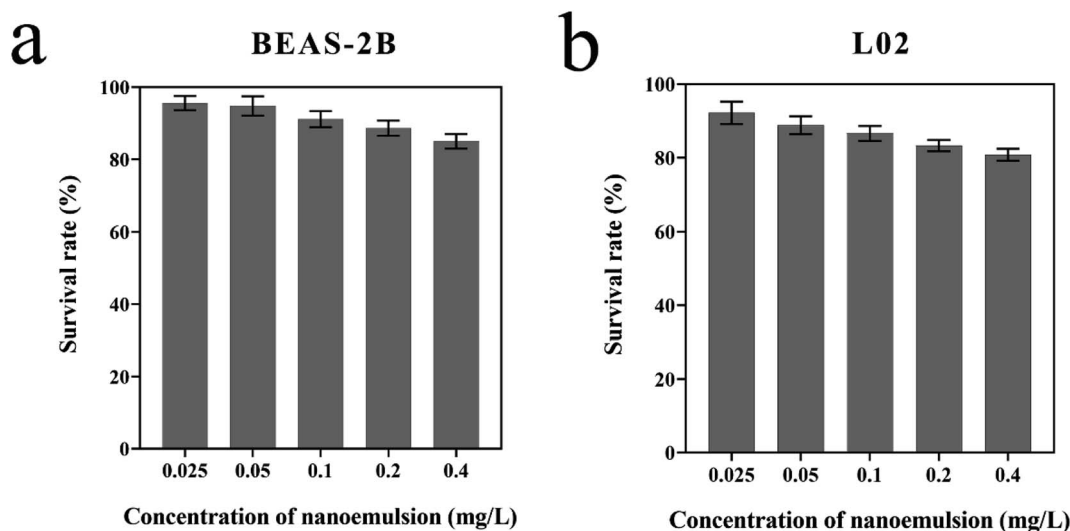 a
BEAS-2B
100
80
60
40
20
0
Survival rate (%)
0.025 0.05 0.1 0.2 0.4
Concentration of nanoemulsion (mg/L)
b
L02
100
80
60
40
20
0
Survival rate (%)
0.025 0.05 0.1 0.2 0.4
Concentration of nanoemulsion (mg/L)